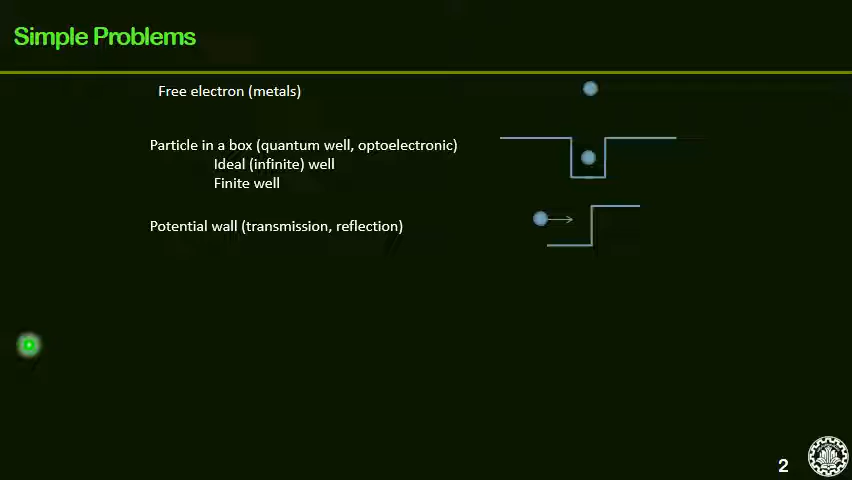 Simple Problems
Free electron (metals)
Particle in a box (quantum well, optoelectronic)
Ideal (infinite) well
Finite well
Potential wall (transmission, reflection)
2